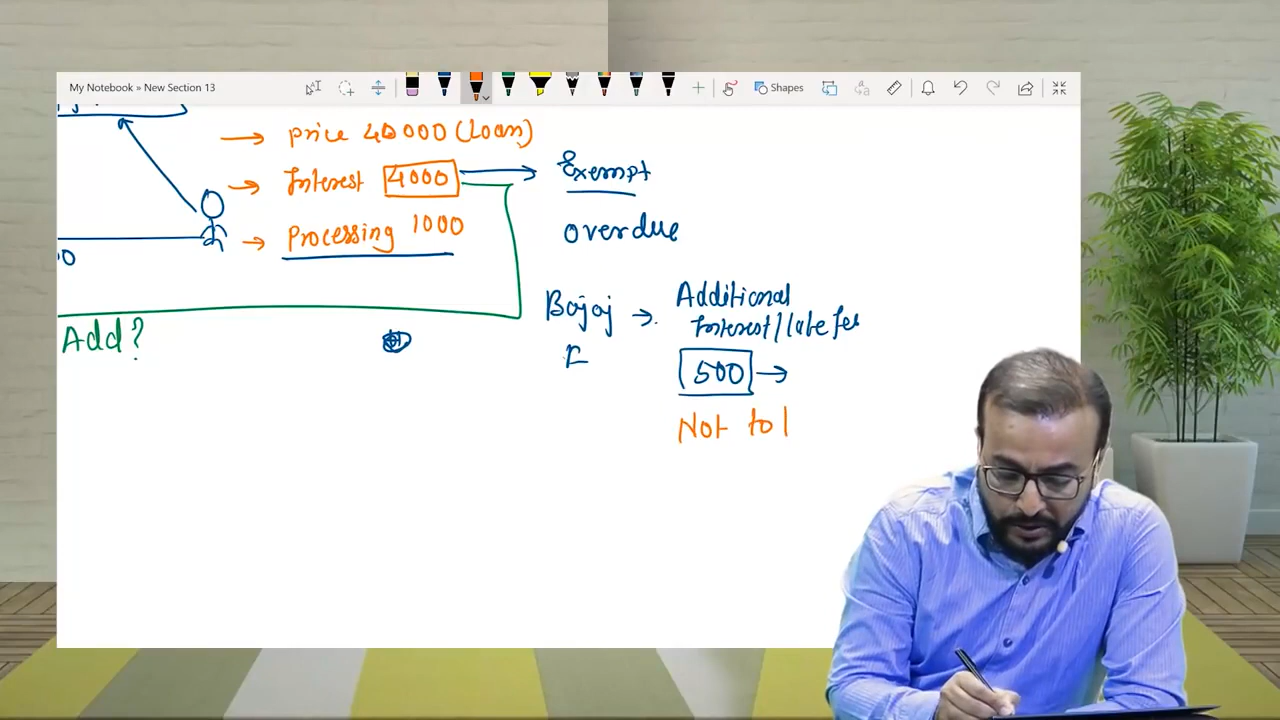 My Notebook » New Section 13
Shapes
price 40000 (Loan)
Interest 4000
Exempt
Processing 1000
overdue
Bajaj
Additional
Interest/late fee
Add?
500
Not to